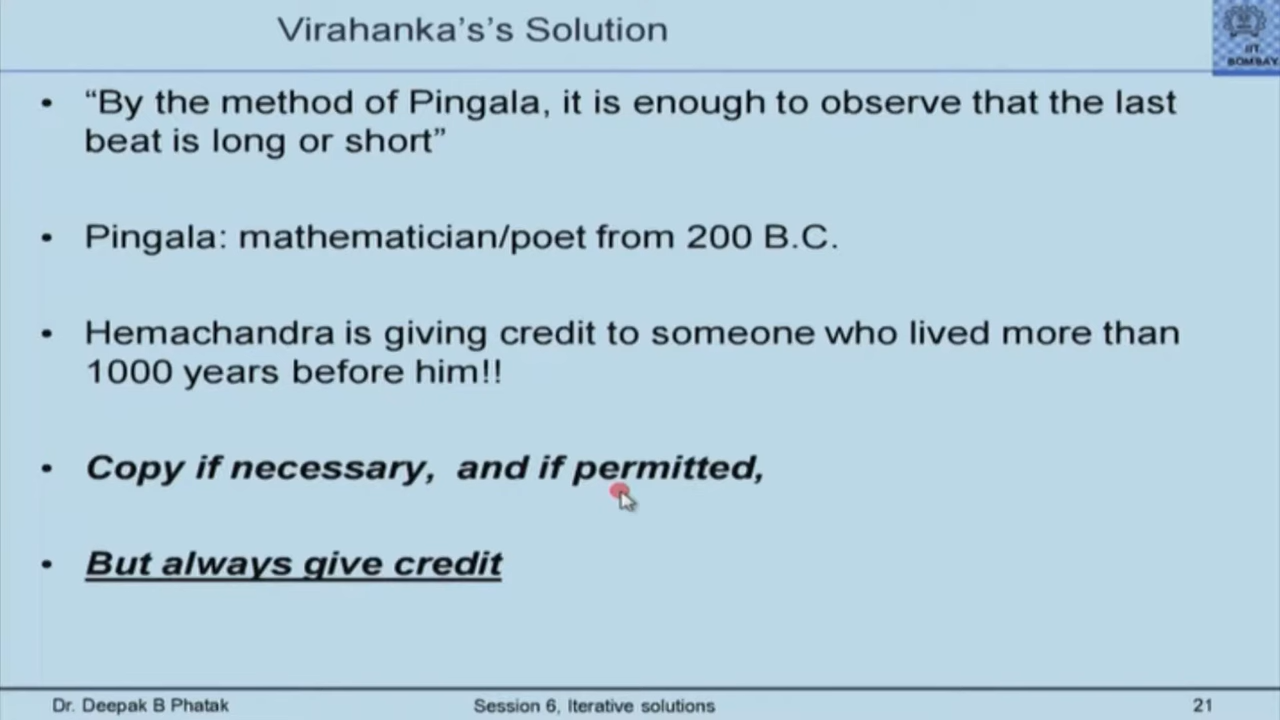 Virahanka's's Solution
IIT
BOMBAY
• “By the method of Pingala, it is enough to observe that the last
beat is long or short”
• Pingala: mathematician/poet from 200 B.C.
• Hemachandra is giving credit to someone who lived more than
1000 years before him!!
• Copy if necessary,  and if permitted,
• But always give credit
Dr. Deepak B Phatak
Session 6, Iterative solutions
21